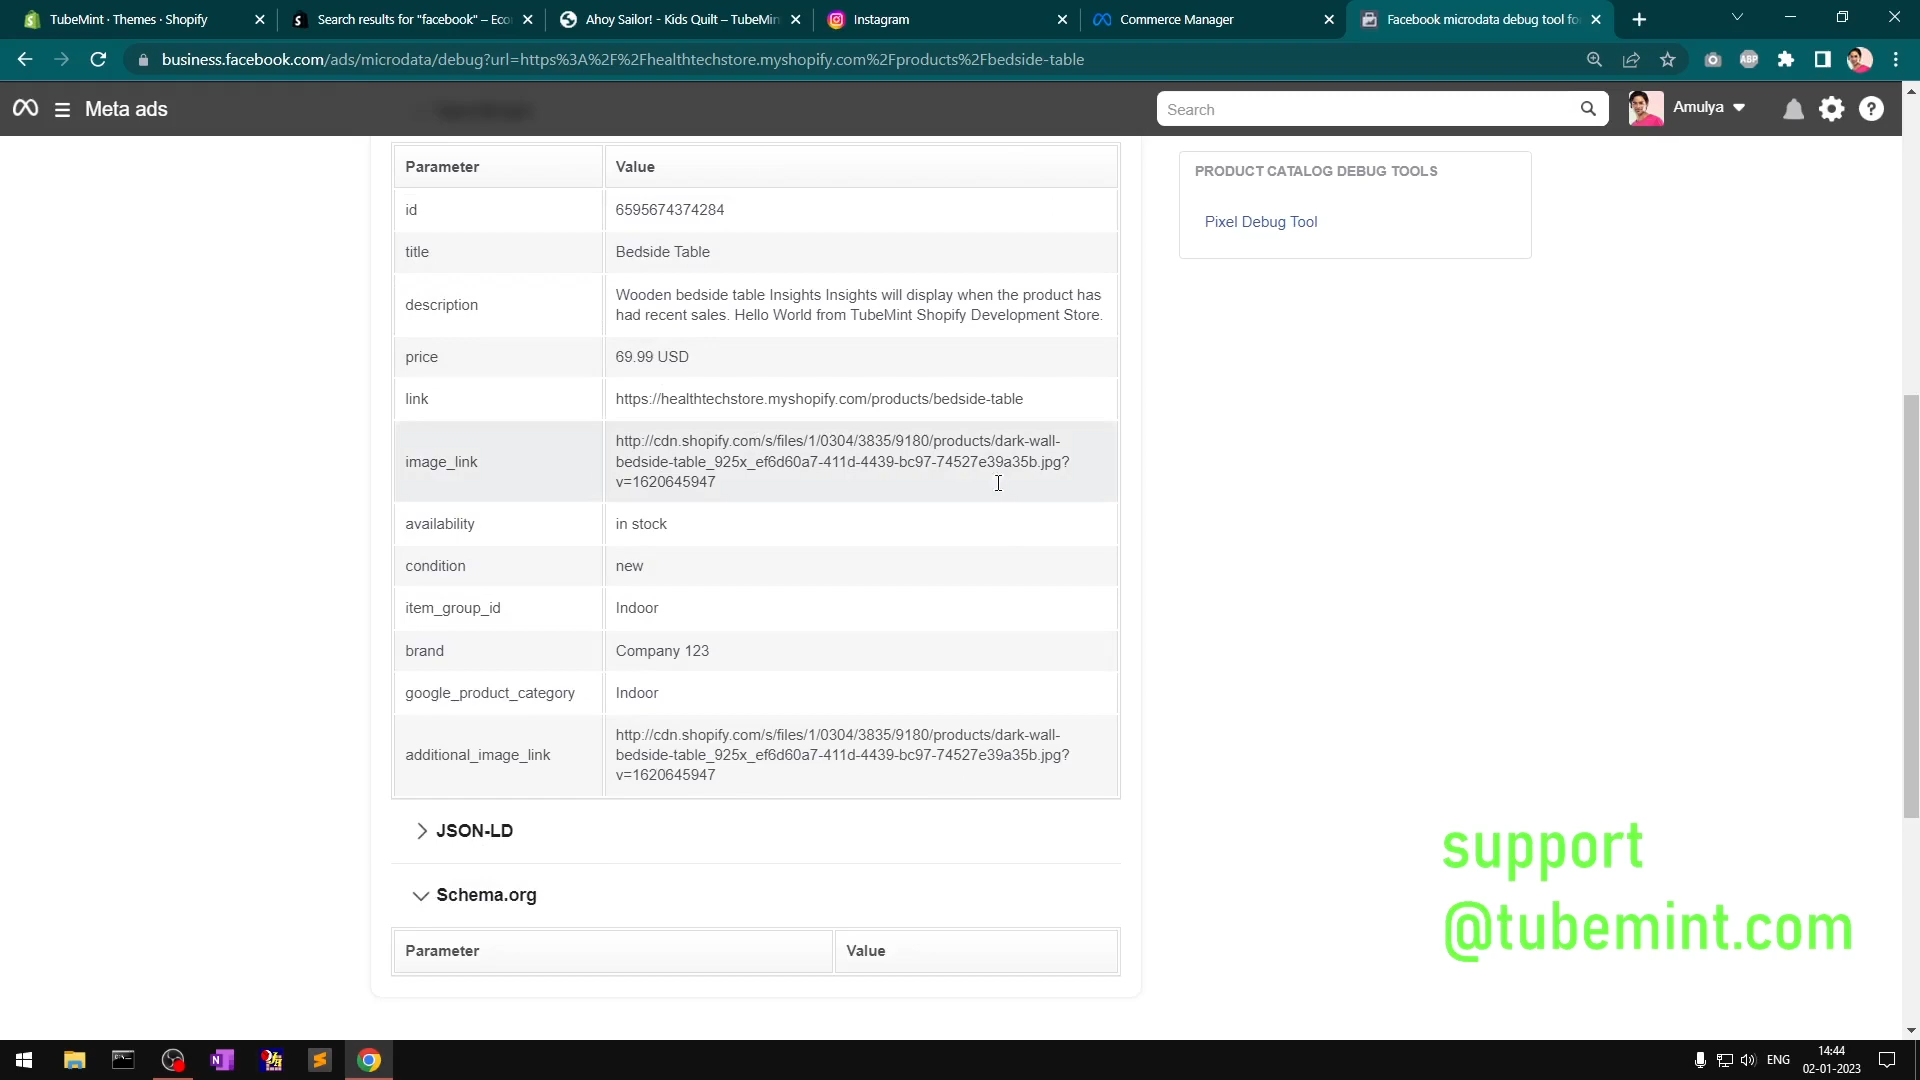 TubeMint · Themes · Shopify
Search results for "facebook" – Eco
Ahoy Sailor! - Kids Quilt – TubeMin
Instagram
Commerce Manager
Facebook microdata debug tool fo
business.facebook.com/ads/microdata/debug?url=https%3A%2F%2Fhealthtechstore.myshopify.com%2Fproducts%2Fbedside-table
ABP
Meta ads
Search
Amulya
Parameter Value
id 6595674374284
title Bedside Table
description Wooden bedside table Insights Insights will display when the product has
had recent sales. Hello World from TubeMint Shopify Development Store.
price 69.99 USD
link https://healthtechstore.myshopify.com/products/bedside-table
image_link http://cdn.shopify.com/s/files/1/0304/3835/9180/products/dark-wall-
bedside-table_925x_ef6d60a7-411d-4439-bc97-74527e39a35b.jpg?
v=1620645947
availability in stock
condition new
item_group_id Indoor
brand Company 123
google_product_category Indoor
additional_image_link http://cdn.shopify.com/s/files/1/0304/3835/9180/products/dark-wall-
bedside-table_925x_ef6d60a7-411d-4439-bc97-74527e39a35b.jpg?
v=1620645947
JSON-LD
Schema.org
Parameter Value
PRODUCT CATALOG DEBUG TOOLS
Pixel Debug Tool
support
@tubemint.com
ENG
14:44
02-01-2023